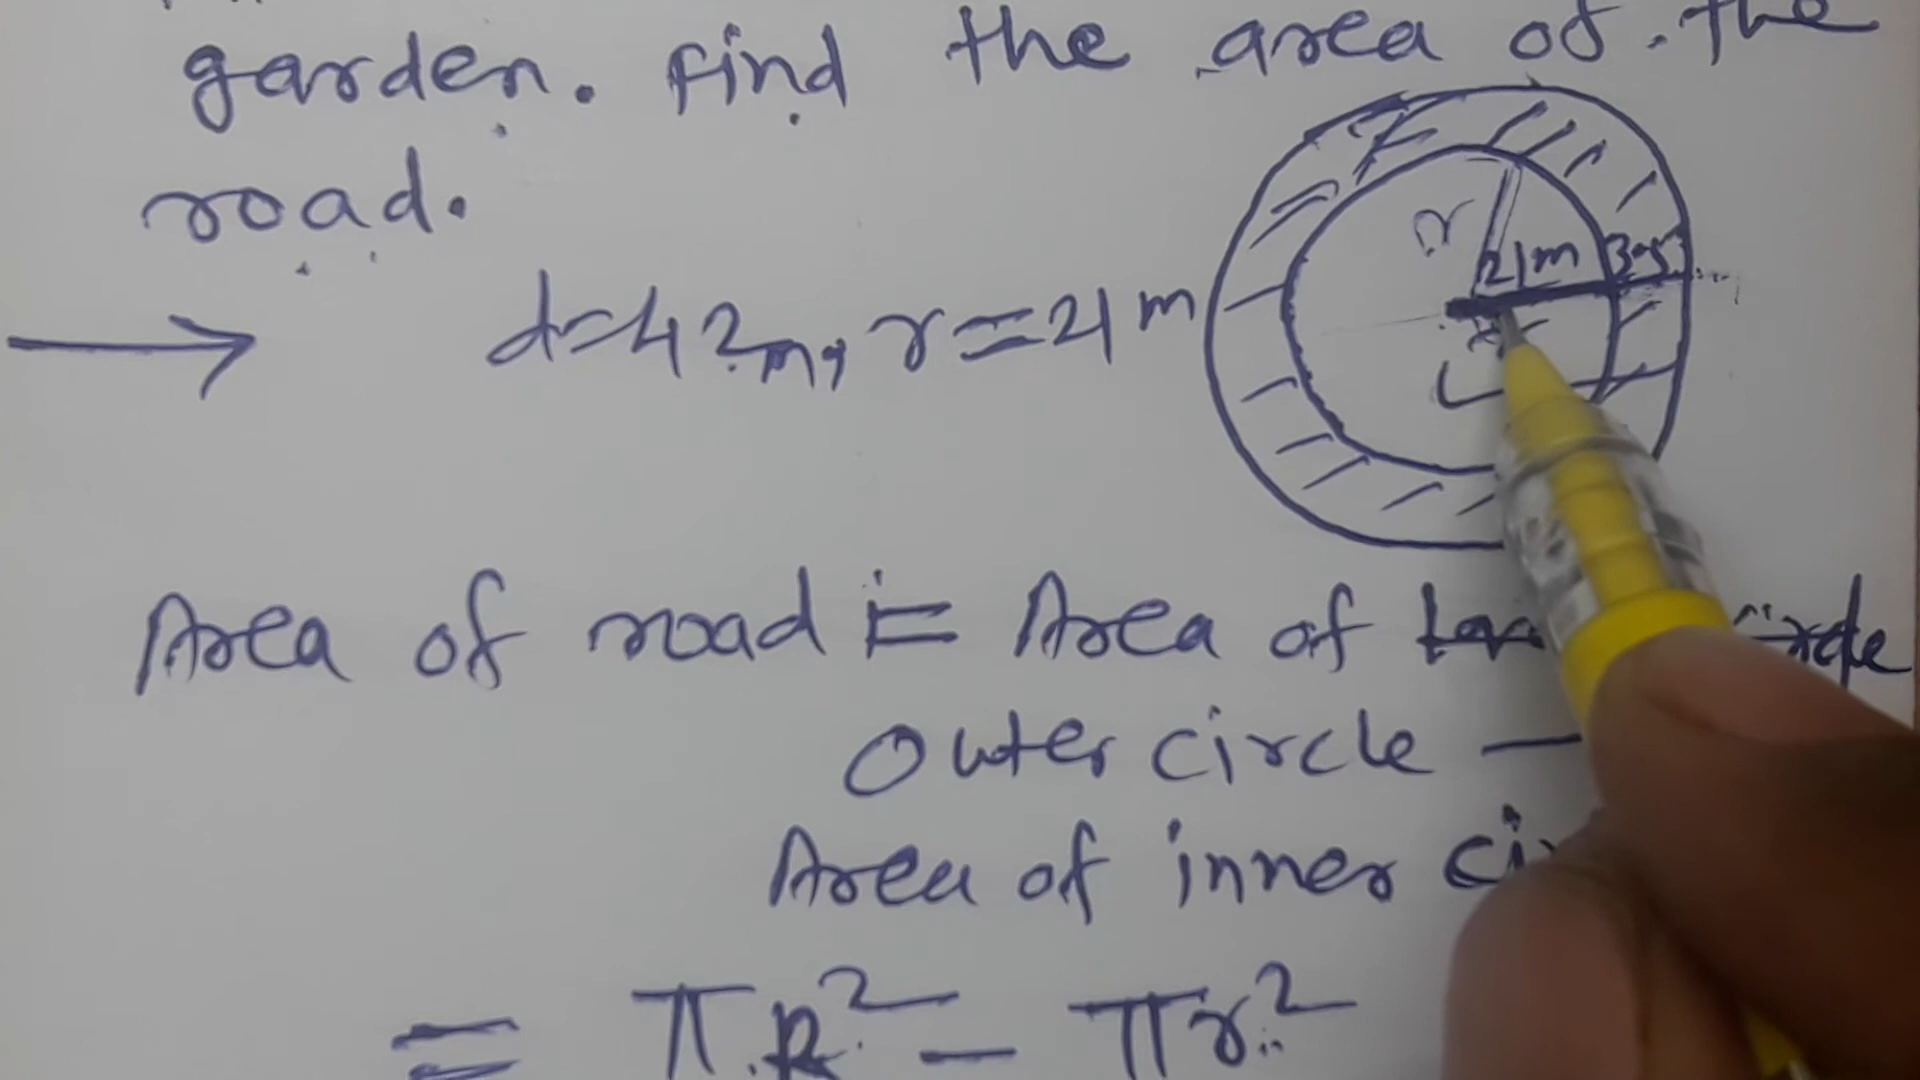 garden. Find the area of the
road.
r
21m 3.5
d=42m, r=21m
Area of road = Area of
Outer circle —
Area of inner
= πR² - πr²